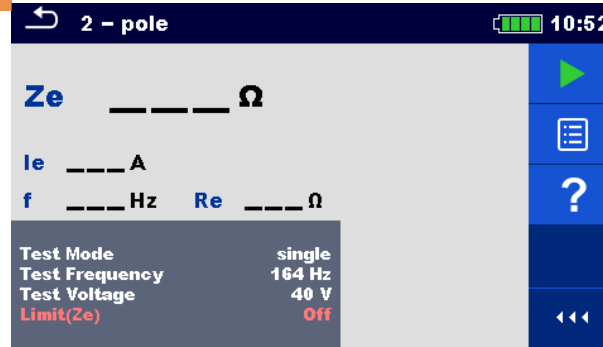 2 – pole 10:52
Ze ___ Ω
Ie ___ A
f ___ Hz Re ___ Ω
?
Test Mode single
Test Frequency 164 Hz
Test Voltage 40 V
Limit(Ze) Off